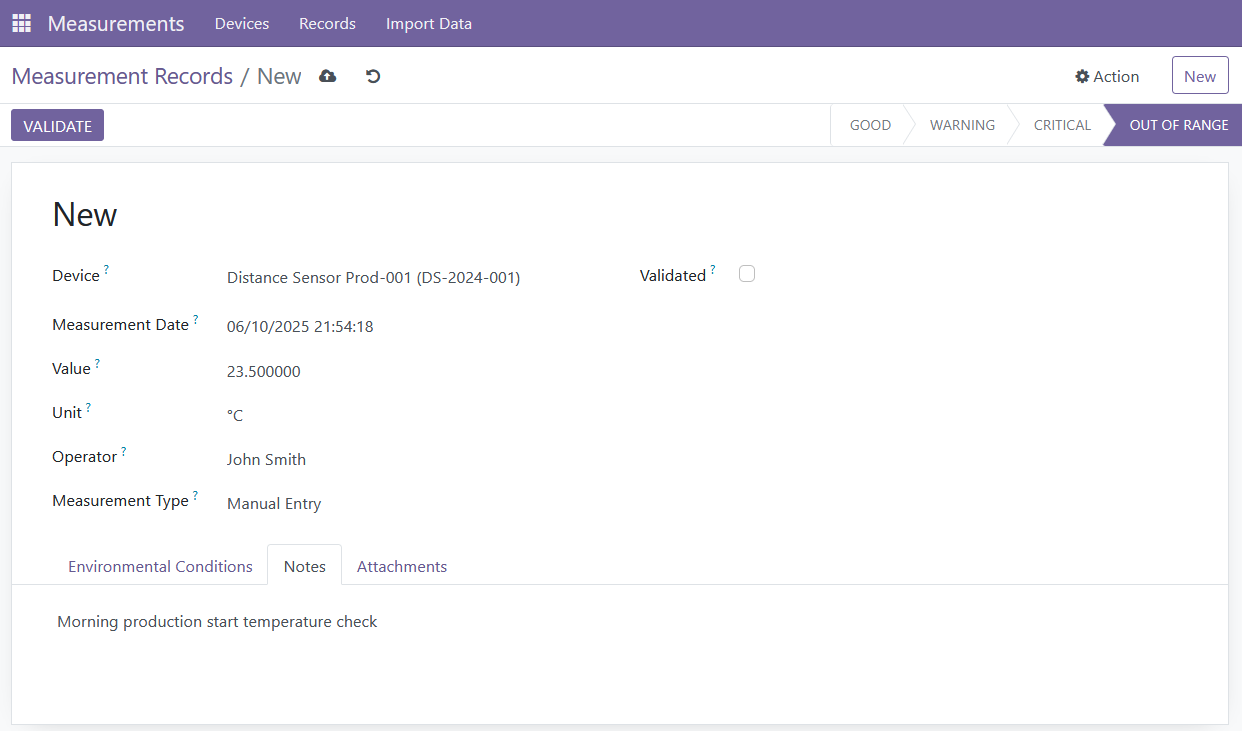 Measurements Devices Records Import Data
Measurement Records / New Action New
VALIDATE GOOD WARNING CRITICAL OUT OF RANGE
New
Device ? Distance Sensor Prod-001 (DS-2024-001) Validated ?
Measurement Date ? 06/10/2025 21:54:18
Value ? 23.500000
Unit ? °C
Operator ? John Smith
Measurement Type ? Manual Entry
Environmental Conditions Notes Attachments
Morning production start temperature check